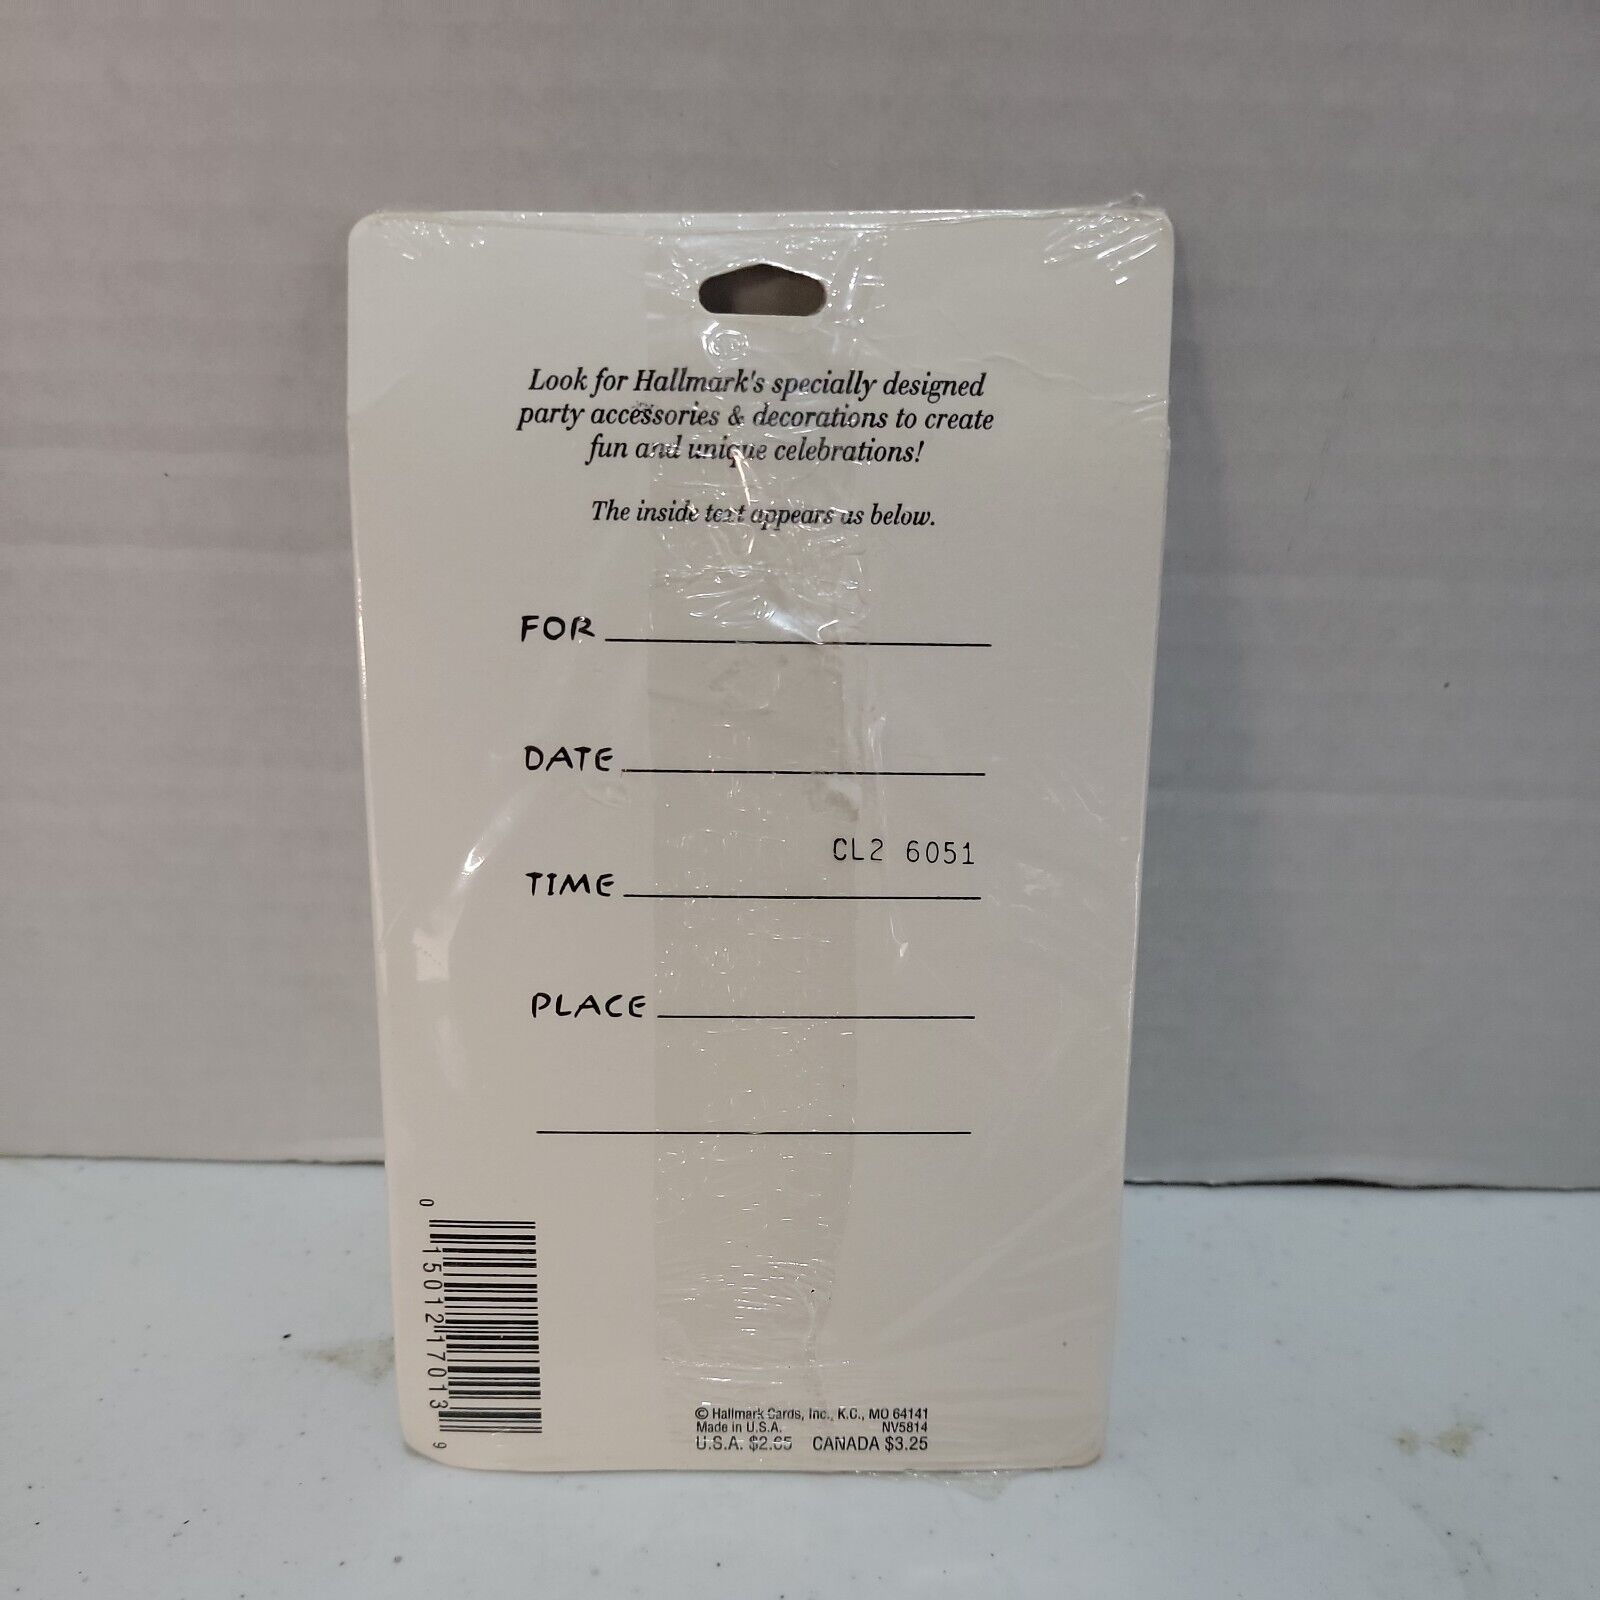 Look for Hallmark's specially designed
party accessories & decorations to create
fun and unique celebrations!
The inside text appears as below.
FOR
DATE
CL2 6051
TIME
PLACE
0 15012 17013 9
© Hallmark Cards, Inc., K.C., MO 64141
Made in U.S.A. NV5814
U.S.A. $2.65 CANADA $3.25